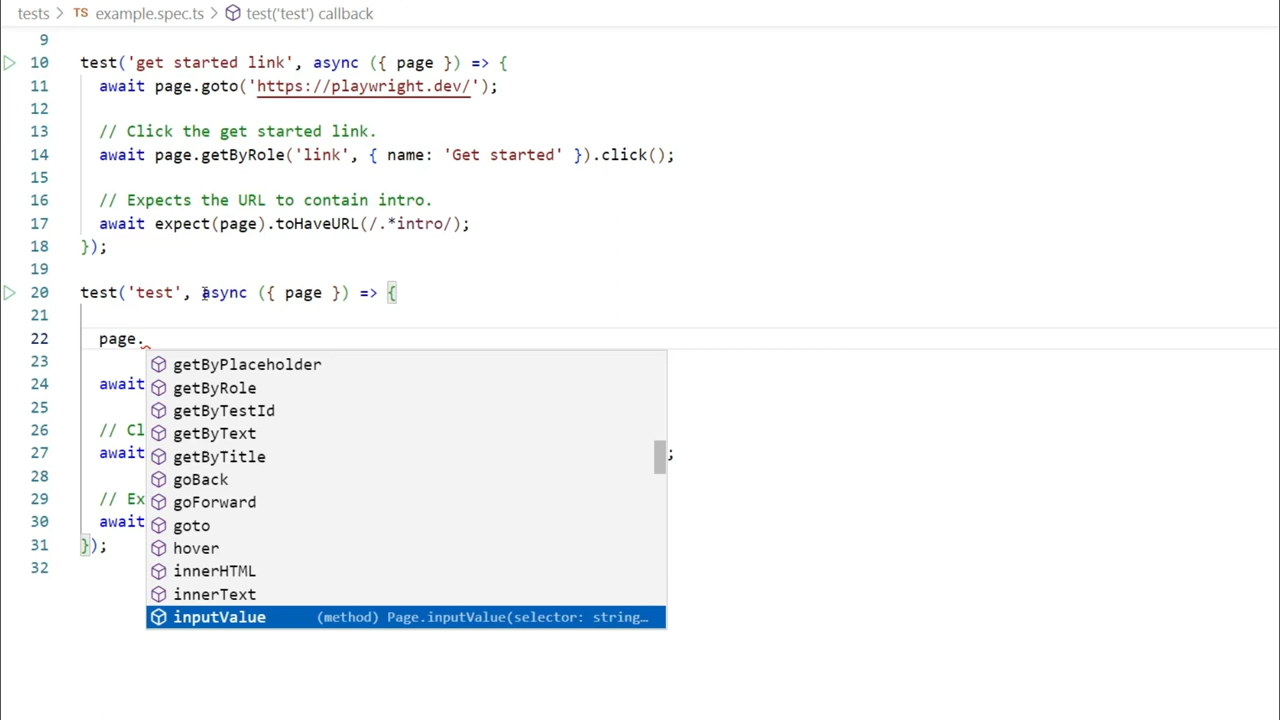 tests > TS example.spec.ts > test('test') callback
9
10 test('get started link', async ({ page }) => {
11 await page.goto('https://playwright.dev/');
12
13 // Click the get started link.
14 await page.getByRole('link', { name: 'Get started' }).click();
15
16 // Expects the URL to contain intro.
17 await expect(page).toHaveURL(/.*intro/);
18 });
19
20 test('test', async ({ page }) => {
21
22 page.
23 getByPlaceholder
24 await getByRole
25 getByTestId
26 // Cl getByText
27 await getByTitle ;
28 goBack
29 // Ex goForward
30 await goto
31 }); hover
32 innerHTML
innerText
inputValue (method) Page.inputValue(selector: string…